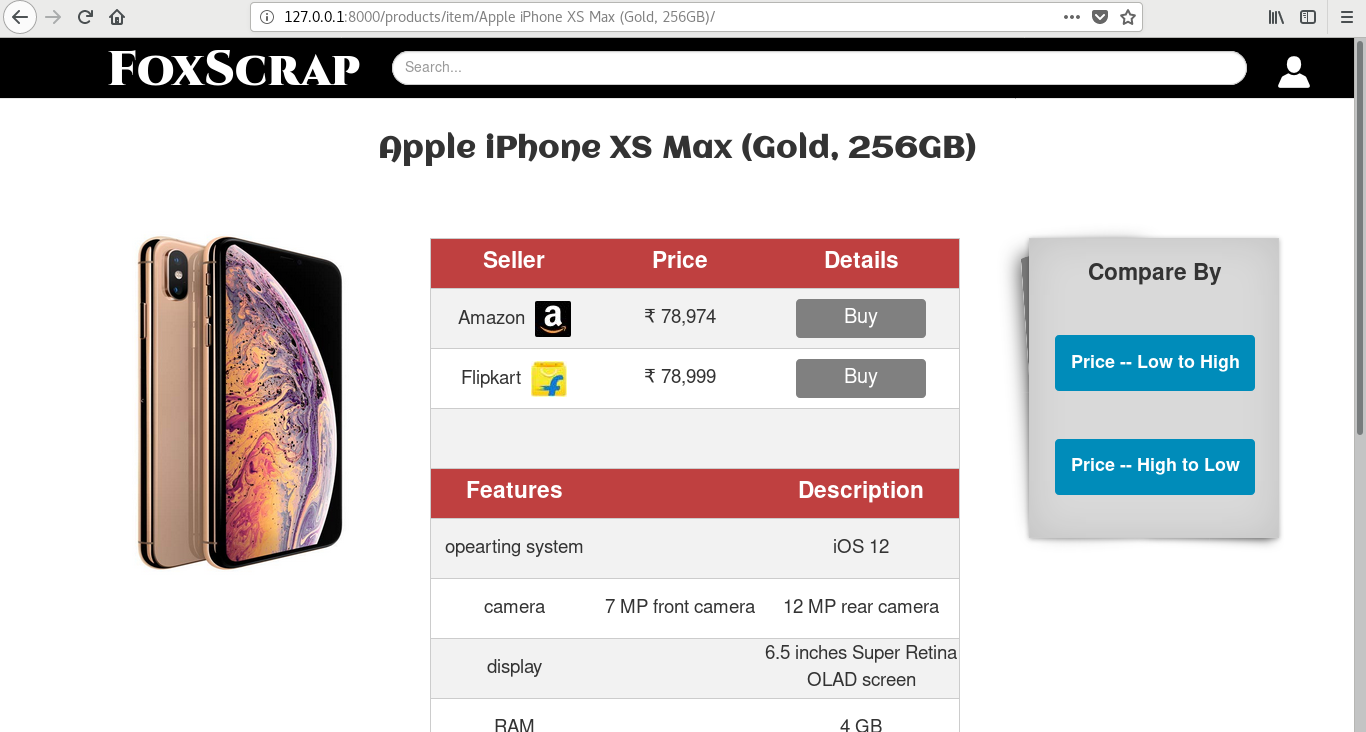 127.0.0.1:8000/products/item/Apple iPhone XS Max (Gold, 256GB)/
FoxScrap
Search...
Apple iPhone XS Max (Gold, 256GB)
Seller Price Details
Amazon a ₹ 78,974 Buy
Flipkart f ₹ 78,999 Buy
Features Description
opearting system iOS 12
camera 7 MP front camera 12 MP rear camera
display 6.5 inches Super Retina
OLAD screen
RAM 4 GB
Compare By
Price -- Low to High
Price -- High to Low